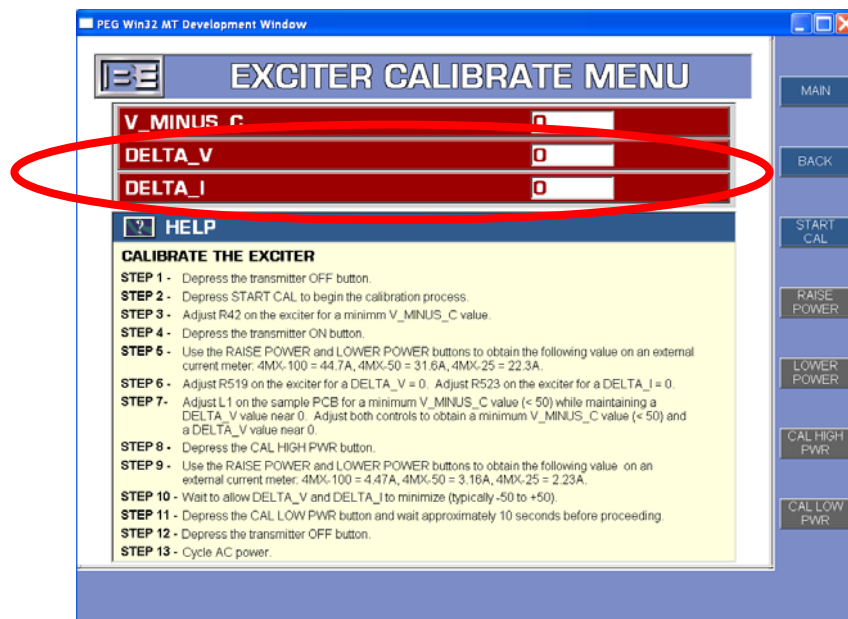 PEG Win32 MT Development Window
BE
EXCITER CALIBRATE MENU
V_MINUS_C 0
DELTA_V 0
DELTA_I 0
? HELP
CALIBRATE THE EXCITER
STEP 1 - Depress the transmitter OFF button.
STEP 2 - Depress START CAL to begin the calibration process.
STEP 3 - Adjust R42 on the exciter for a minimm V_MINUS_C value.
STEP 4 - Depress the transmitter ON button.
STEP 5 - Use the RAISE POWER and LOWER POWER buttons to obtain the following value on an external
current meter: 4MX-100 = 44.7A, 4MX-50 = 31.6A, 4MX-25 = 22.3A.
STEP 6 - Adjust R519 on the exciter for a DELTA_V = 0. Adjust R523 on the exciter for a DELTA_I = 0.
STEP 7- Adjust L1 on the sample PCB for a minimum V_MINUS_C value (< 50) while maintaining a
DELTA_V value near 0. Adjust both controls to obtain a minimum V_MINUS_C value (< 50) and
a DELTA_V value near 0.
STEP 8 - Depress the CAL HIGH PWR button.
STEP 9 - Use the RAISE POWER and LOWER POWER buttons to obtain the following value on an
external current meter: 4MX-100 = 4.47A, 4MX-50 = 3.16A, 4MX-25 = 2.23A.
STEP 10 - Wait to allow DELTA_V and DELTA_I to minimize (typically -50 to +50).
STEP 11 - Depress the CAL LOW PWR button and wait approximately 10 seconds before proceeding.
STEP 12 - Depress the transmitter OFF button.
STEP 13 - Cycle AC power.
MAIN
BACK
START
CAL
RAISE
POWER
LOWER
POWER
CAL HIGH
PWR
CAL LOW
PWR